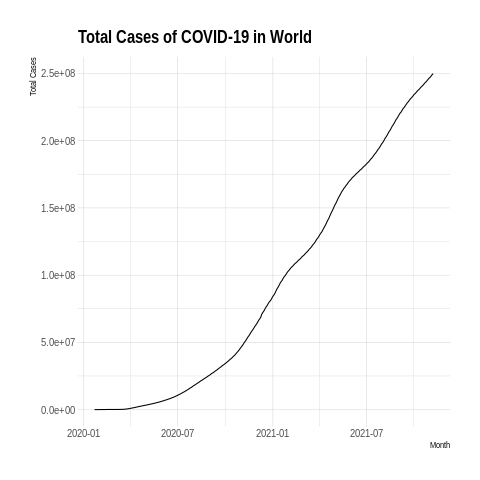 Total Cases of COVID-19 in World
Total Cases
2.5e+08
2.0e+08
1.5e+08
1.0e+08
5.0e+07
0.0e+00
2020-01 2020-07 2021-01 2021-07
Month